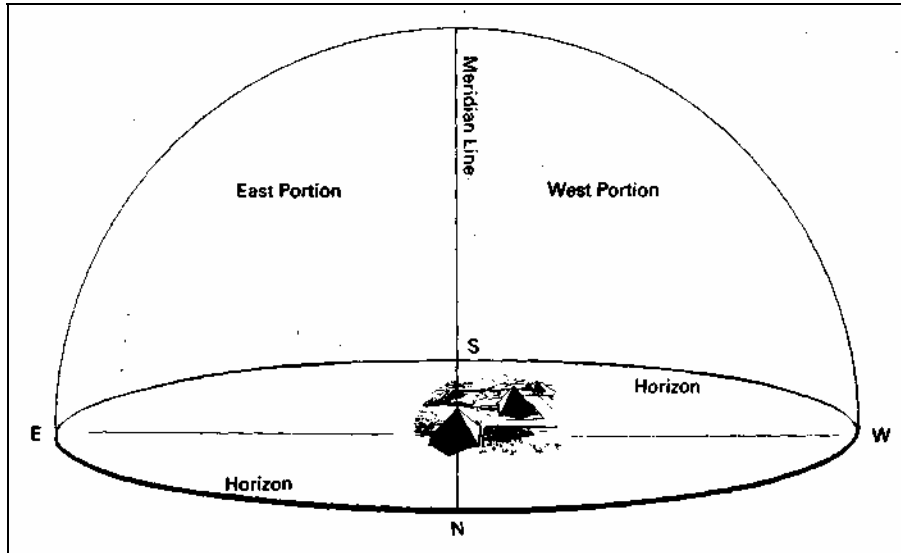 Meridian Line
East Portion
West Portion
S
Horizon
E
W
Horizon
N